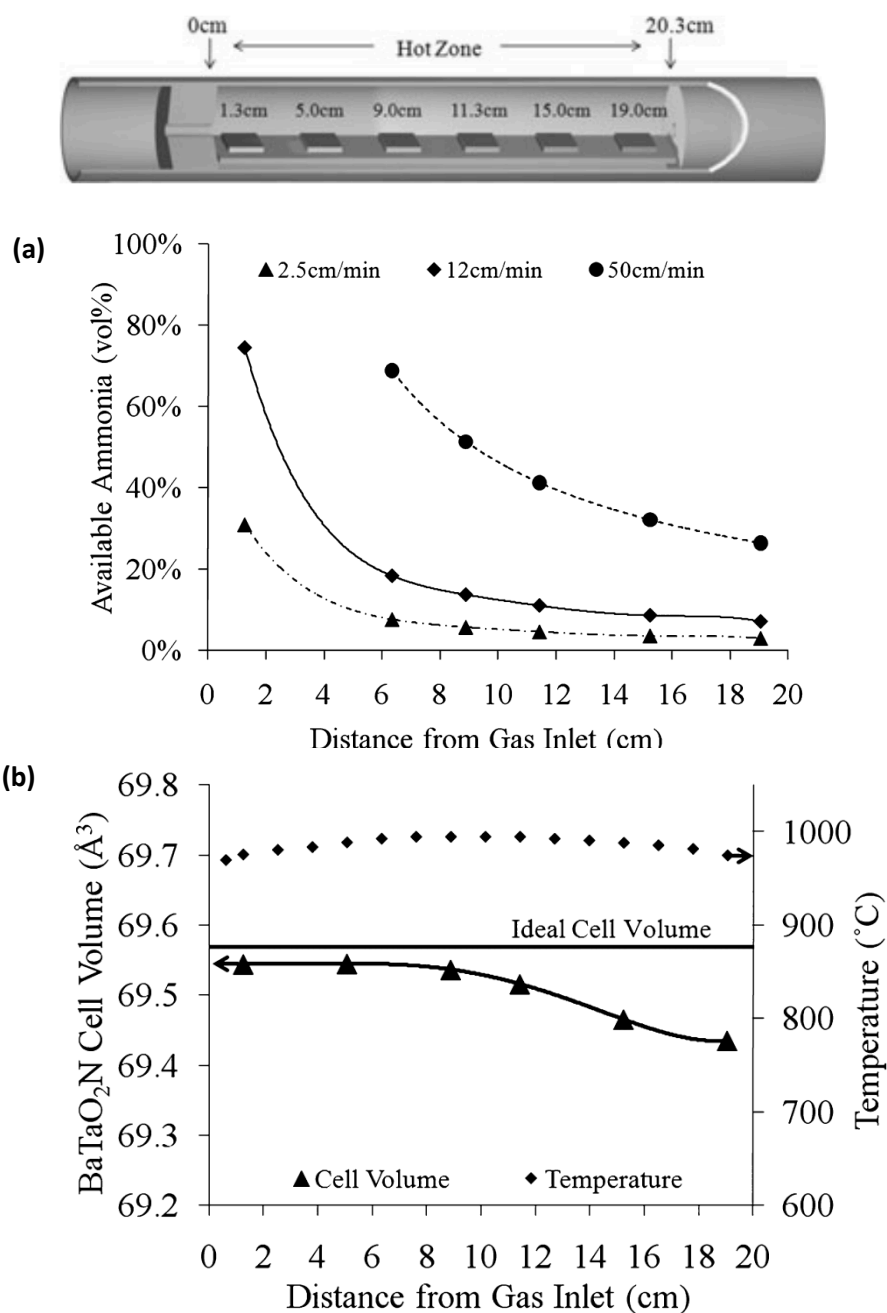 0cm 20.3cm
Hot Zone
1.3cm 5.0cm 9.0cm 11.3cm 15.0cm 19.0cm
(a)
100%
2.5cm/min 12cm/min 50cm/min
80%
60%
40%
20%
0%
Available Ammonia (vol%)
0 2 4 6 8 10 12 14 16 18 20
Distance from Gas Inlet (cm)
(b)
69.8
69.7
69.6
69.5
69.4
69.3
69.2
BaTaO₂N Cell Volume (Å³)
Ideal Cell Volume
Cell Volume Temperature
1000
900
800
700
600
Temperature (˚C)
0 2 4 6 8 10 12 14 16 18 20
Distance from Gas Inlet (cm)